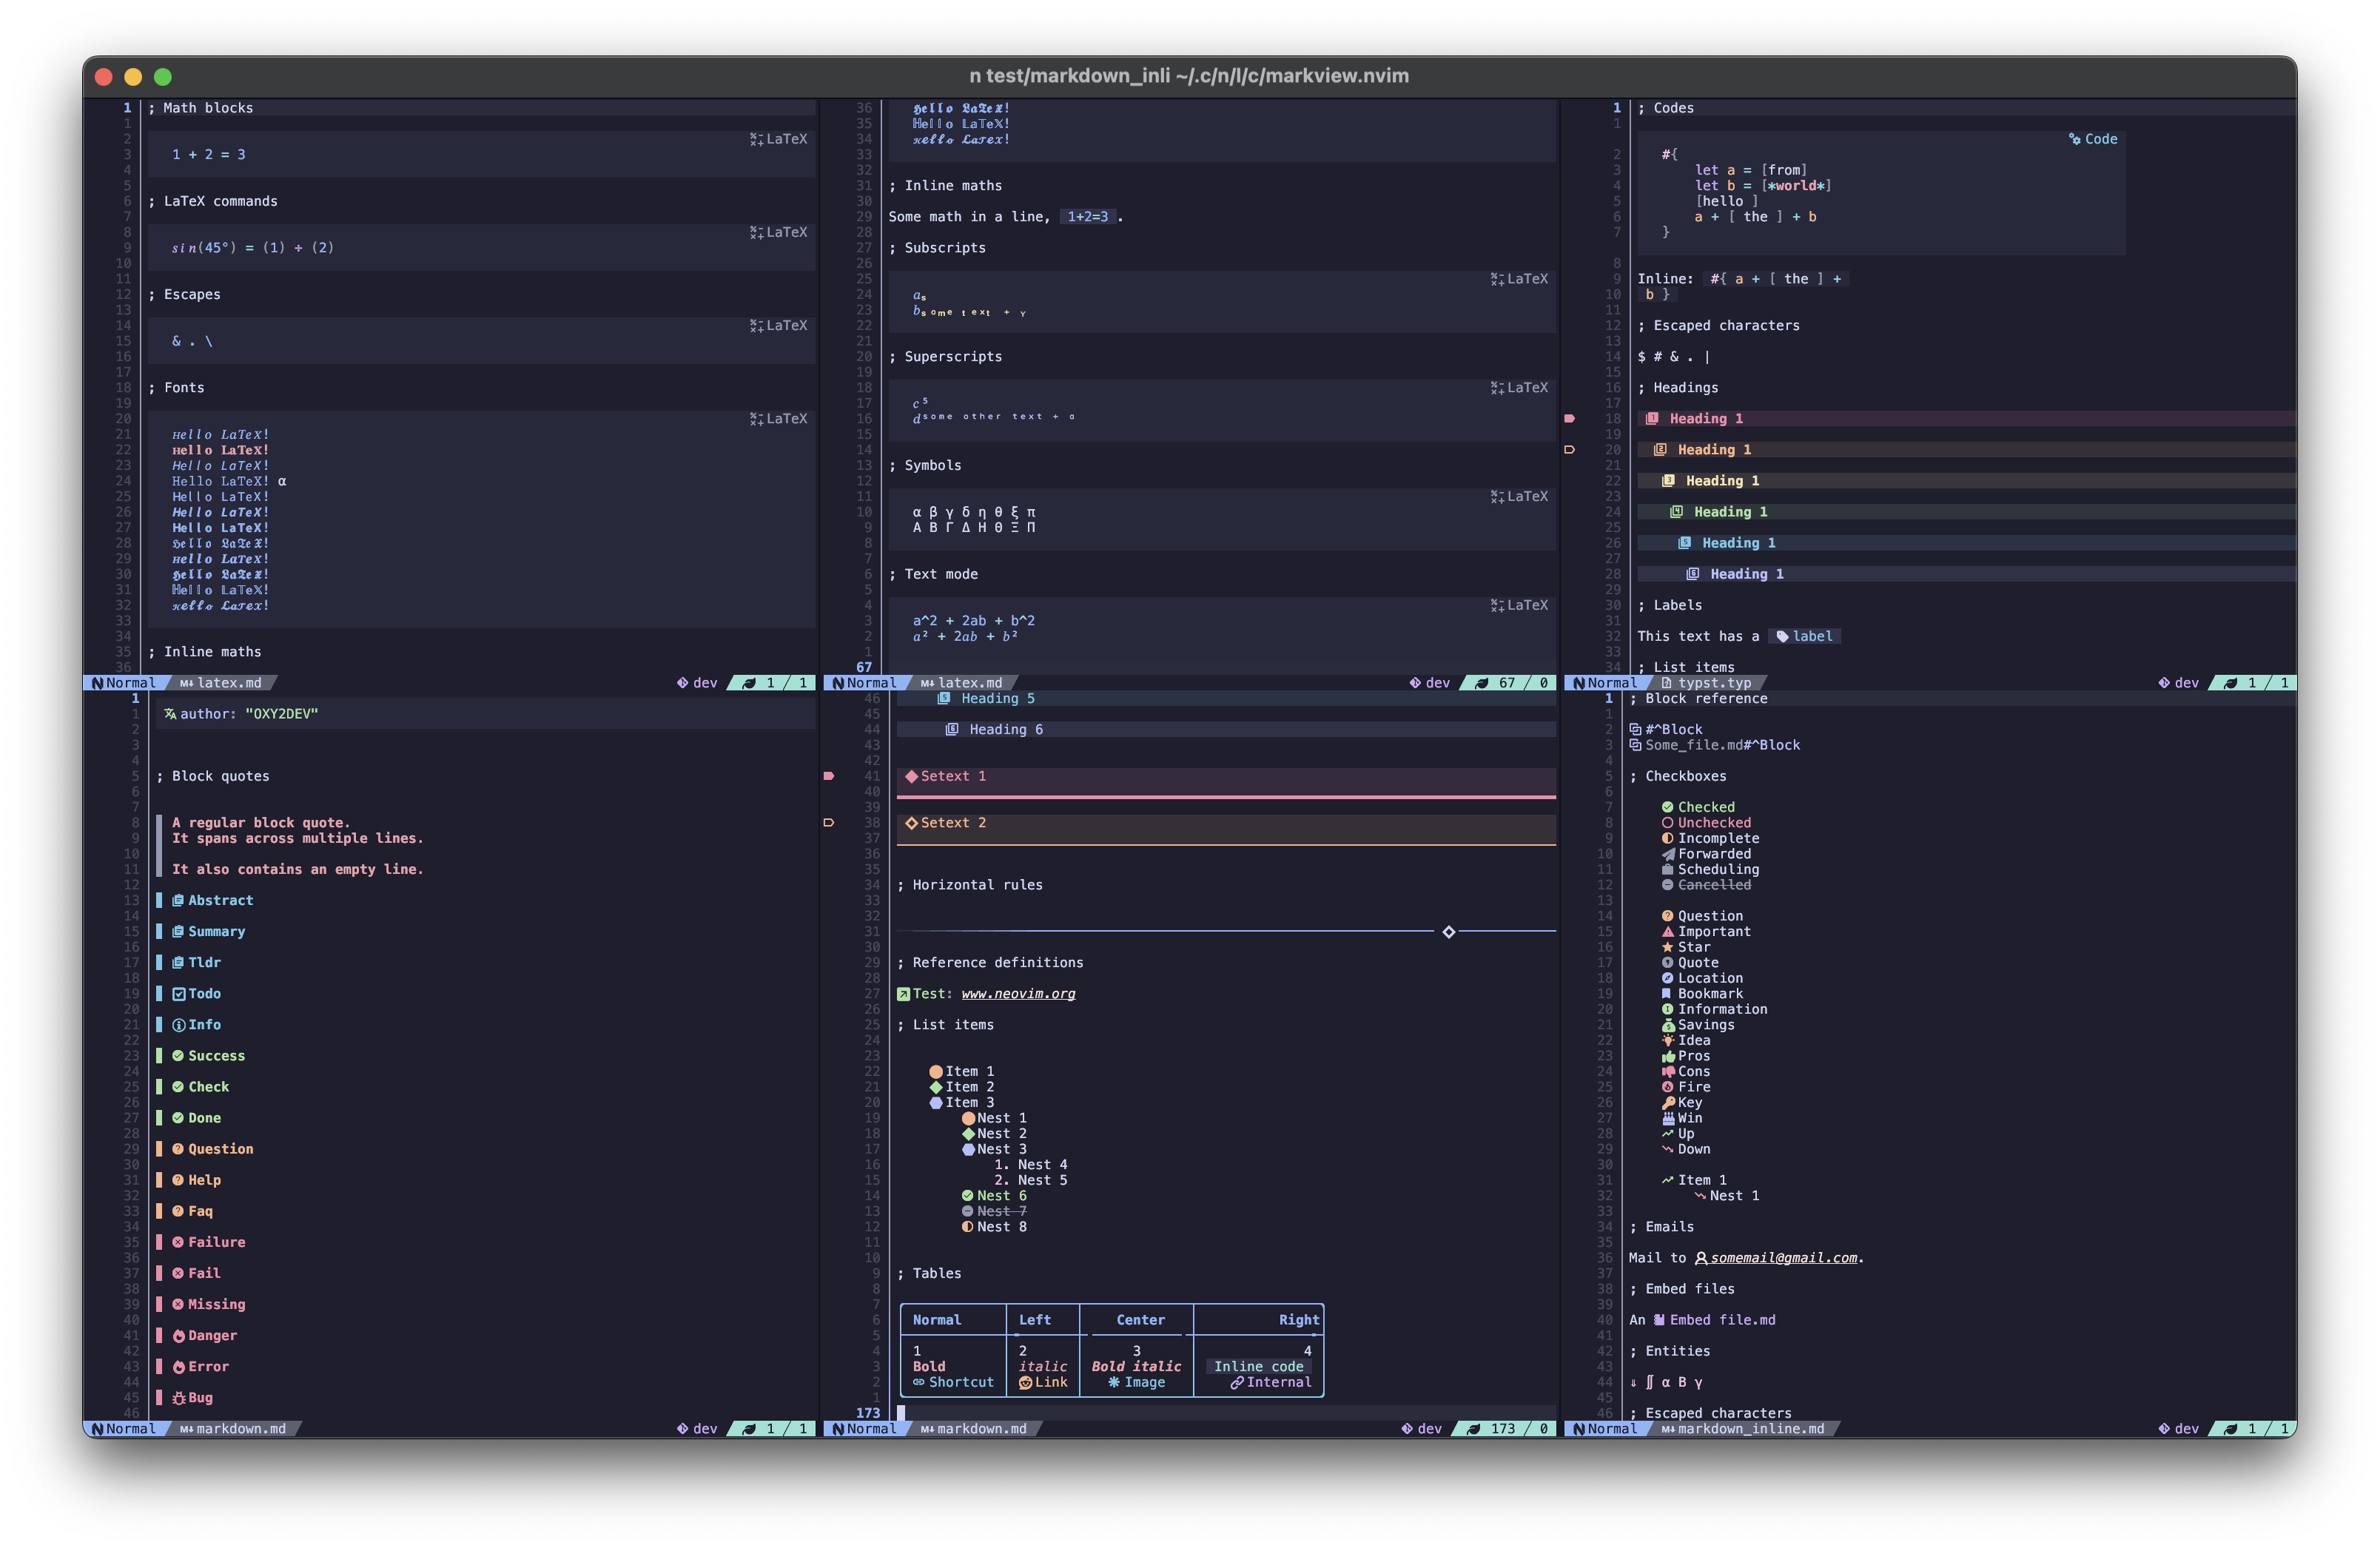 n test/markdown_inli ~/.c/n/l/c/markview.nvim
; Math blocks
LaTeX
1 + 2 = 3
; LaTeX commands
LaTeX
sin(45°) = (1) ÷ (2)
; Escapes
LaTeX
& . \
; Fonts
LaTeX
Hello LaTeX!
Hello LaTeX!
Hello LaTeX!
Hello LaTeX! α
Hello LaTeX!
Hello LaTeX!
Hello LaTeX!
Hello LaTeX!
Hello LaTeX!
Hello LaTeX!
Hello LaTeX!
Hello LaTeX!
; Inline maths
Normal latex.md dev 1 / 1
Hello LaTeX!
Hello LaTeX!
Hello LaTeX!
; Inline maths
Some math in a line, 1+2=3 .
; Subscripts
LaTeX
aₛ
bsome text + γ
; Superscripts
LaTeX
c⁵
dsome other text + α
; Symbols
LaTeX
α β γ δ η θ ξ π
Α Β Γ Δ Η Θ Ξ Π
; Text mode
LaTeX
a^2 + 2ab + b^2
a² + 2ab + b²
67
Normal latex.md dev 67 / 0
; Codes
Code
#{
let a = [from]
let b = [*world*]
[hello ]
a + [ the ] + b
}
Inline: #{ a + [ the ] +
b }
; Escaped characters
$ # & . |
; Headings
Heading 1
Heading 1
Heading 1
Heading 1
Heading 1
Heading 1
; Labels
This text has a label
; List items
Normal typst.typ dev 1 / 1
author: "OXY2DEV"
; Block quotes
A regular block quote.
It spans across multiple lines.
It also contains an empty line.
Abstract
Summary
Tldr
Todo
Info
Success
Check
Done
Question
Help
Faq
Failure
Fail
Missing
Danger
Error
Bug
Normal markdown.md dev 1 / 1
Heading 5
Heading 6
Setext 1
Setext 2
; Horizontal rules
; Reference definitions
Test: www.neovim.org
; List items
Item 1
Item 2
Item 3
Nest 1
Nest 2
Nest 3
1. Nest 4
2. Nest 5
Nest 6
Nest 7
Nest 8
; Tables
Normal Left Center Right
1 2 3 4
Bold italic Bold italic Inline code
Shortcut Link Image Internal
173
Normal markdown.md dev 173 / 0
; Block reference
#^Block
Some_file.md#^Block
; Checkboxes
Checked
Unchecked
Incomplete
Forwarded
Scheduling
Cancelled
Question
Important
Star
Quote
Location
Bookmark
Information
Savings
Idea
Pros
Cons
Fire
Key
Win
Up
Down
Item 1
Nest 1
; Emails
Mail to somemail@gmail.com.
; Embed files
An Embed file.md
; Entities
⇓ ∬ α Β γ
; Escaped characters
Normal markdown_inline.md dev 1 / 1